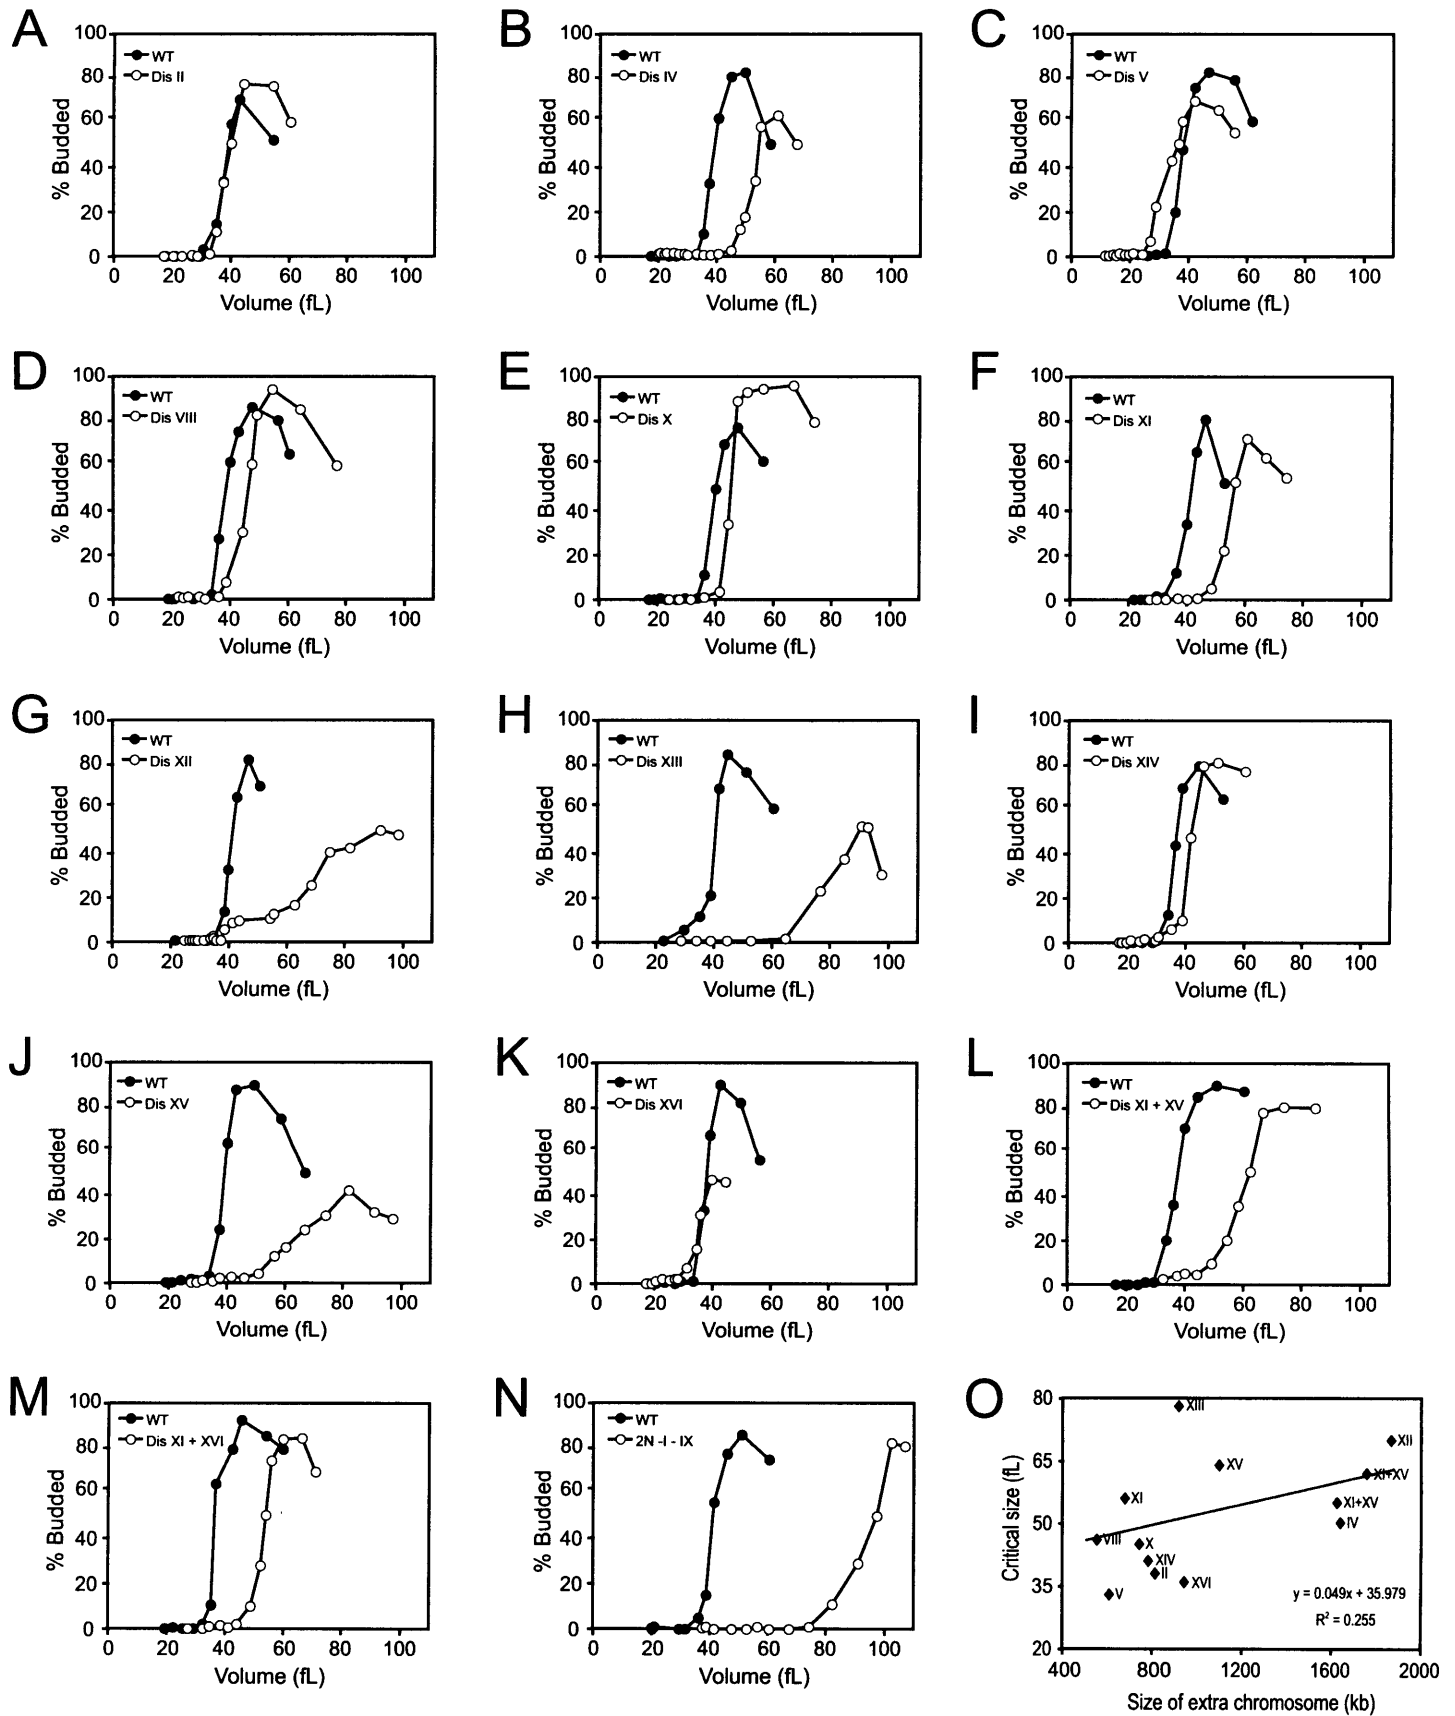 A
100
WT
Dis II
80
60
40
20
0
0 20 40 60 80 100
% Budded
Volume (fL)
B
100
WT
Dis IV
80
60
40
20
0
0 20 40 60 80 100
% Budded
Volume (fL)
C
100
WT
Dis V
80
60
40
20
0
0 20 40 60 80 100
% Budded
Volume (fL)
D
100
WT
Dis VIII
80
60
40
20
0
0 20 40 60 80 100
% Budded
Volume (fL)
E
100
WT
Dis X
80
60
40
20
0
0 20 40 60 80 100
% Budded
Volume (fL)
F
100
WT
Dis XI
80
60
40
20
0
0 20 40 60 80 100
% Budded
Volume (fL)
G
100
WT
Dis XII
80
60
40
20
0
0 20 40 60 80 100
% Budded
Volume (fL)
H
100
WT
Dis XIII
80
60
40
20
0
0 20 40 60 80 100
% Budded
Volume (fL)
I
100
WT
Dis XIV
80
60
40
20
0
0 20 40 60 80 100
% Budded
Volume (fL)
J
100
WT
Dis XV
80
60
40
20
0
0 20 40 60 80 100
% Budded
Volume (fL)
K
100
WT
Dis XVI
80
60
40
20
0
0 20 40 60 80 100
% Budded
Volume (fL)
L
100
WT
Dis XI + XV
80
60
40
20
0
0 20 40 60 80 100
% Budded
Volume (fL)
M
100
WT
Dis XI + XVI
80
60
40
20
0
0 20 40 60 80 100
% Budded
Volume (fL)
N
100
WT
2N -I - IX
80
60
40
20
0
0 20 40 60 80 100
% Budded
Volume (fL)
O
80
65
50
35
20
Critical size (fL)
XIII
XII
XV
XI+XV
XI
XI+XV
IV
VIII
X
XIV
II
XVI
V
y = 0.049x + 35.979
R² = 0.255
400 800 1200 1600 2000
Size of extra chromosome (kb)